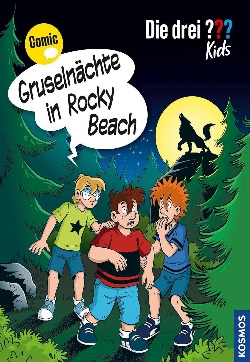 Comic
Die drei ???
Kids
Gruselnächte
in Rocky
Beach
KOSMOS